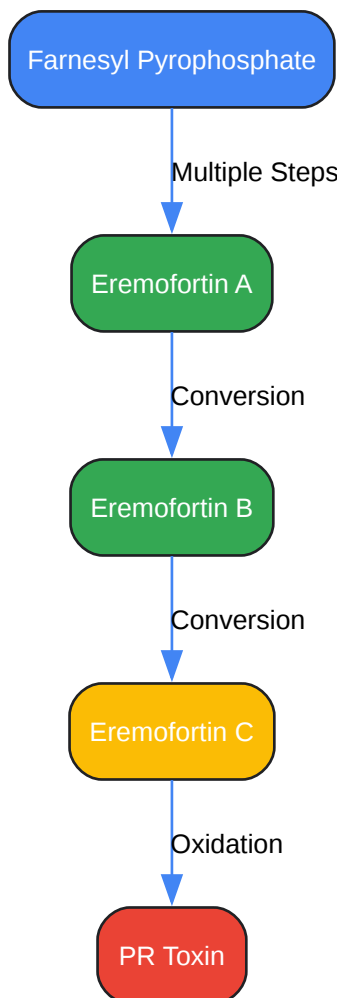 Farnesyl Pyrophosphate
Multiple Steps
Eremofortin A
Conversion
Eremofortin B
Conversion
Eremofortin C
Oxidation
PR Toxin